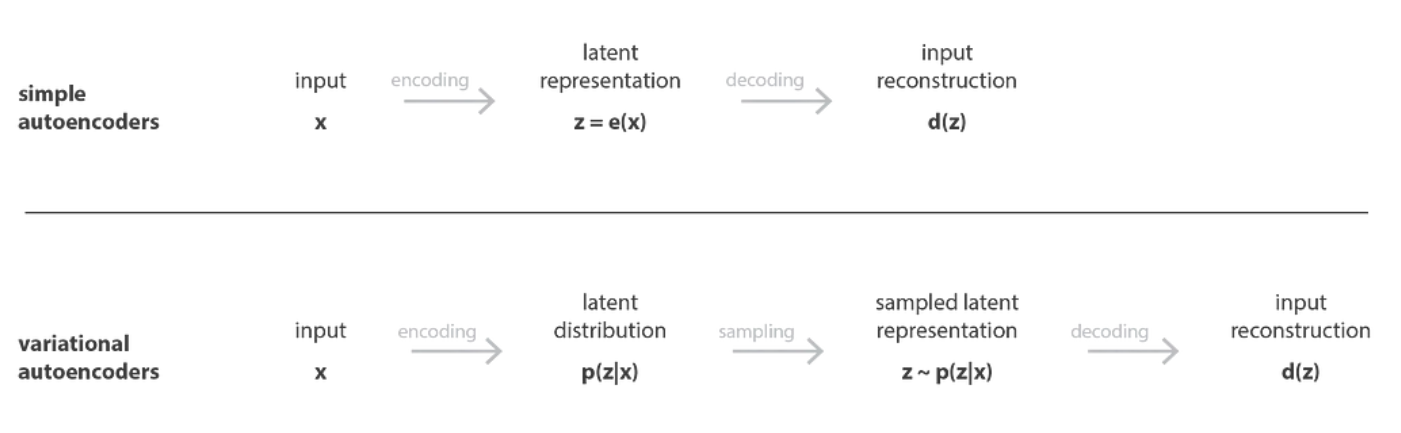 simple
autoencoders
input
x
encoding
latent
representation
z = e(x)
decoding
input
reconstruction
d(z)
variational
autoencoders
input
x
encoding
latent
distribution
p(z|x)
sampling
sampled latent
representation
z ~ p(z|x)
decoding
input
reconstruction
d(z)